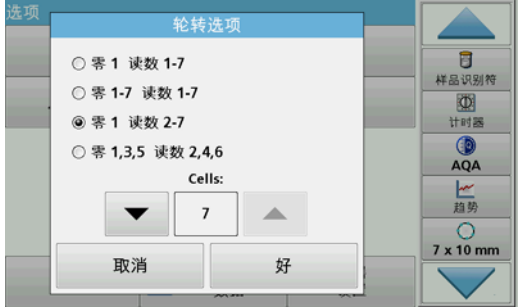 选项
轮转选项
零 1 读数 1-7
零 1-7 读数 1-7
零 1 读数 2-7
零 1,3,5 读数 2,4,6
Cells:
7
取消
好
样品识别符
计时器
AQA
趋势
7 x 10 mm